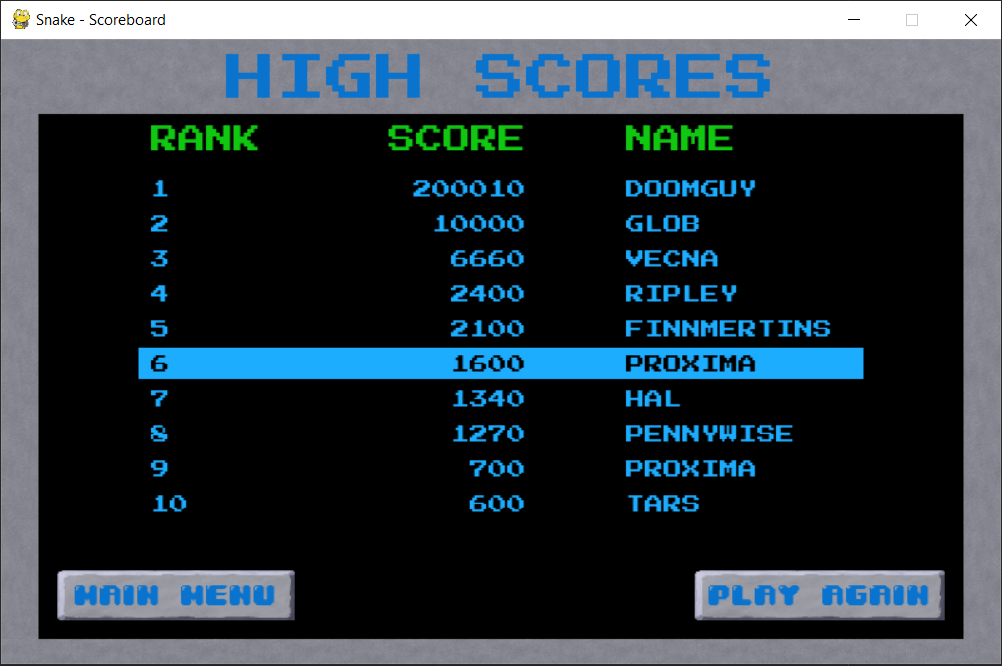 Snake - Scoreboard
HIGH SCORES
RANK SCORE NAME
1 200010 DOOMGUY
2 10000 GLOB
3 6660 VECNA
4 2400 RIPLEY
5 2100 FINNMERTINS
6 1600 PROXIMA
7 1340 HAL
8 1270 PENNYWISE
9 700 PROXIMA
10 600 TARS
MAIN MENU PLAY AGAIN